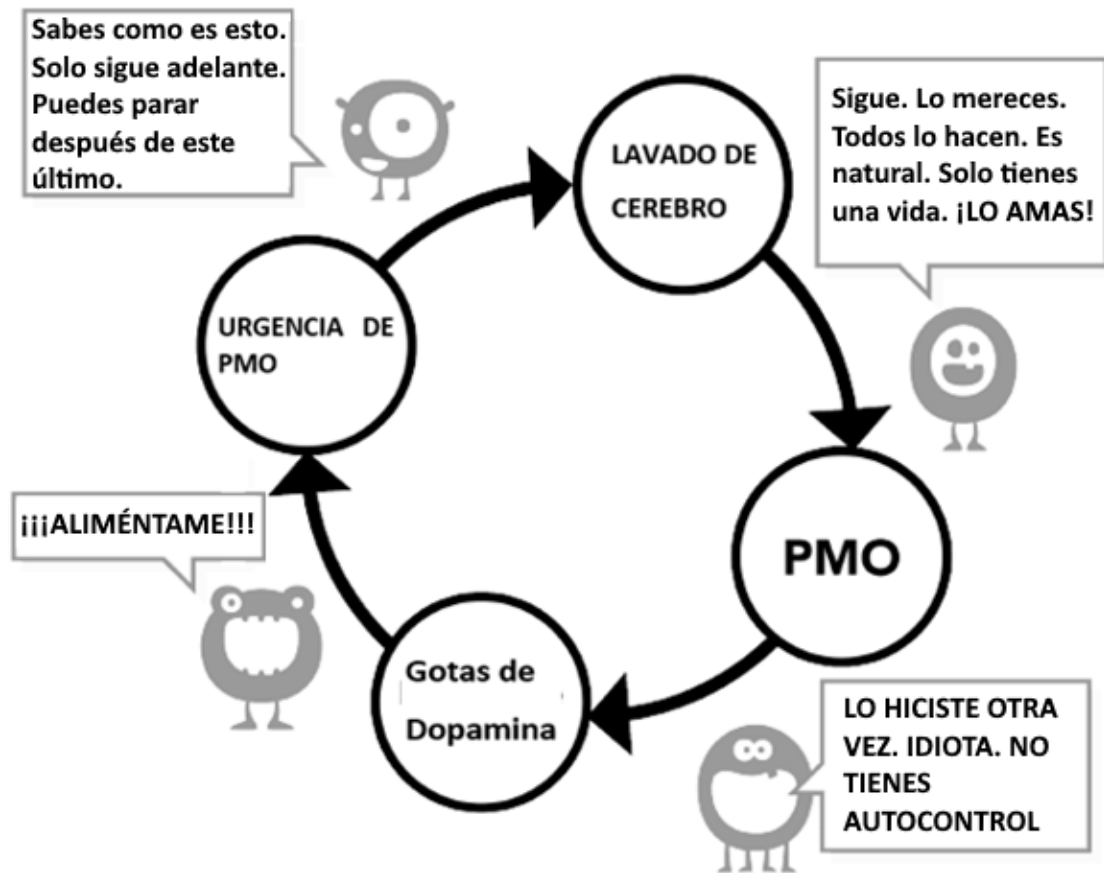 Sabes como es esto.
Solo sigue adelante.
Puedes parar
después de este
último.
LAVADO DE
CEREBRO
Sigue. Lo mereces.
Todos lo hacen. Es
natural. Solo tienes
una vida. ¡LO AMAS!
URGENCIA DE
PMO
¡¡¡ALIMÉNTAME!!!
PMO
Gotas de
Dopamina
LO HICISTE OTRA
VEZ. IDIOTA. NO
TIENES
AUTOCONTROL